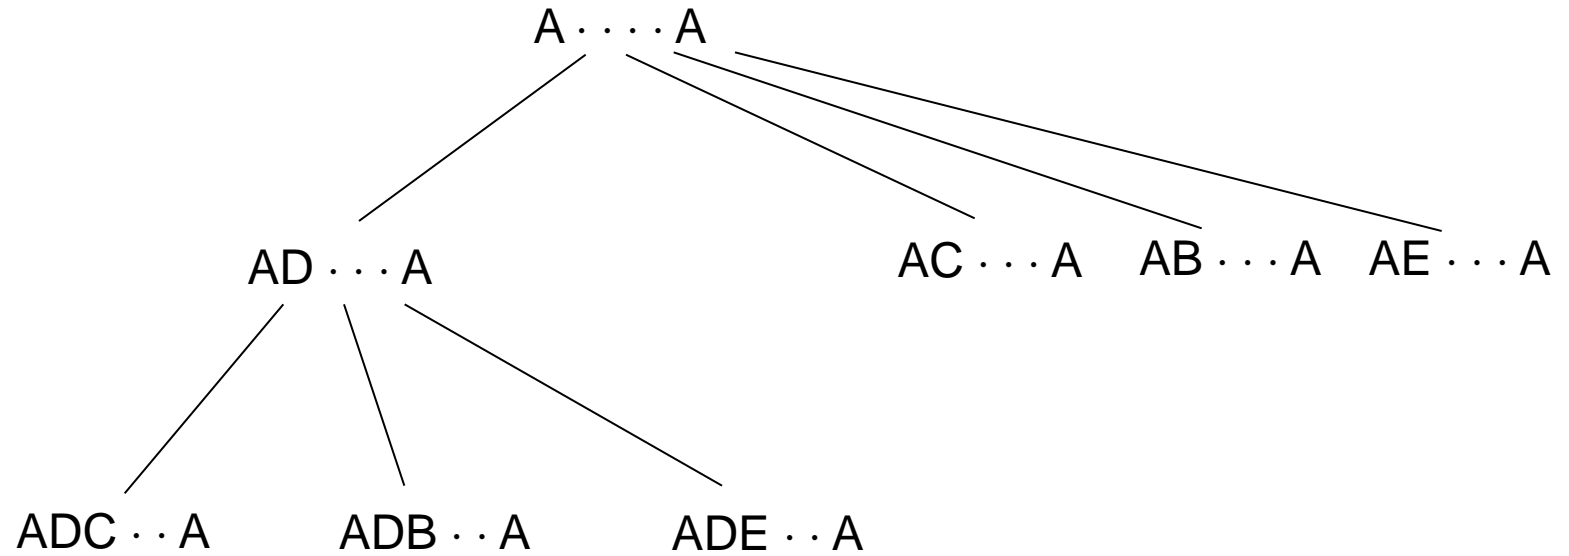 A · · · · A
AD · · · A
AC · · · A
AB · · · A
AE · · · A
ADC · · A
ADB · · A
ADE · · A